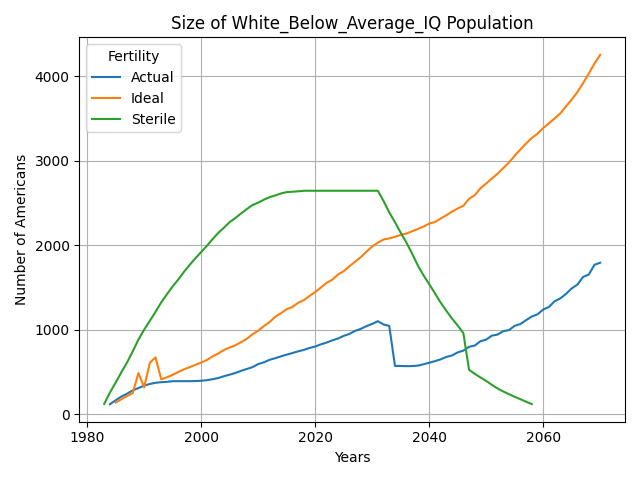 Size of White_Below_Average_IQ Population
Fertility
Actual
Ideal
Sterile
Number of Americans
4000
3000
2000
1000
0
1980 2000 2020 2040 2060
Years